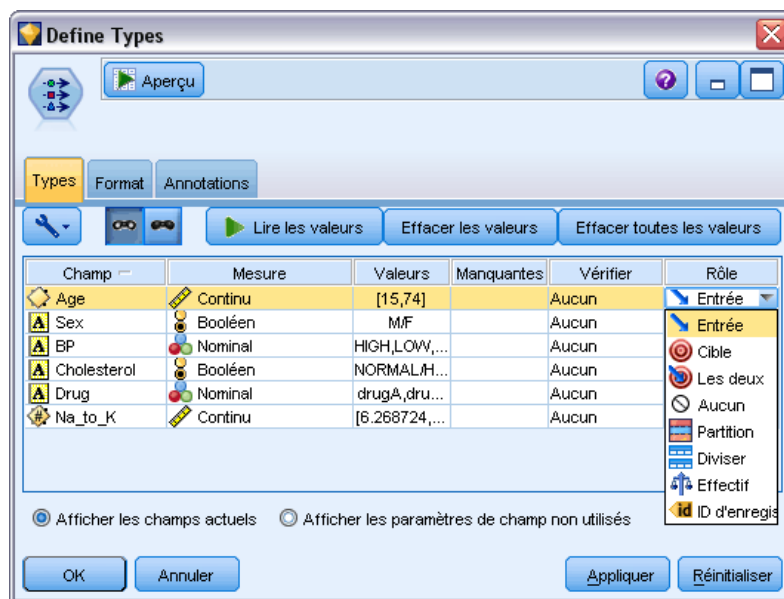 Define Types
Aperçu
Types Format Annotations
Lire les valeurs Effacer les valeurs Effacer toutes les valeurs
Champ Mesure Valeurs Manquantes Vérifier Rôle
Age Continu [15,74] Aucun Entrée
A Sex Booléen M/F Aucun Entrée
A BP Nominal HIGH,LOW,... Aucun Cible
A Cholesterol Booléen NORMAL/H... Aucun Les deux
A Drug Nominal drugA,dru... Aucun Aucun
# Na_to_K Continu [6.268724,... Aucun Partition
Diviser
Effectif
id ID d'enregis
Afficher les champs actuels Afficher les paramètres de champ non utilisés
OK Annuler Appliquer Réinitialiser